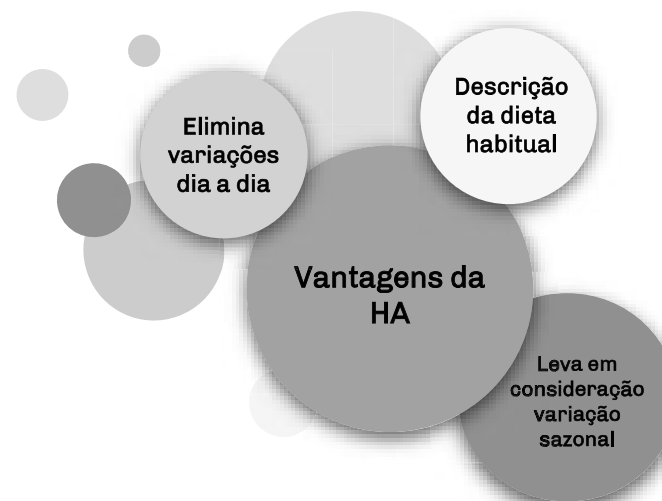 Descrição
da dieta
habitual
Elimina
variações
dia a dia
Vantagens da
HA
Leva em
consideração
variação
sazonal